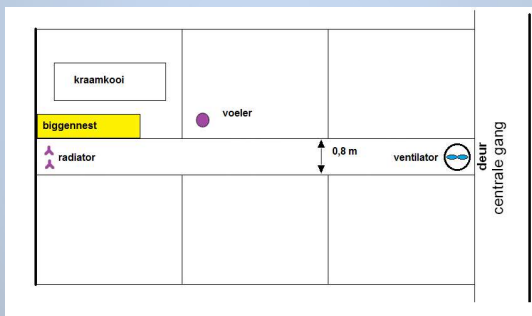 kraamkooi
voeler
biggennest
radiator
0,8 m
ventilator
deur
centrale gang